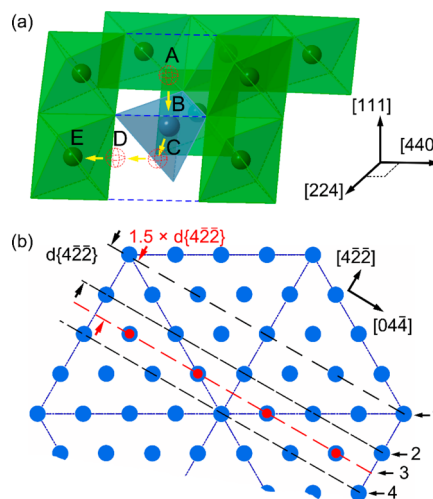 (a)
A
B
C
D
E
[111]
[440]
[224]
(b)
d{42̄2̄}
1.5 × d{42̄2̄}
[42̄2̄]
[044̄]
2
3
4